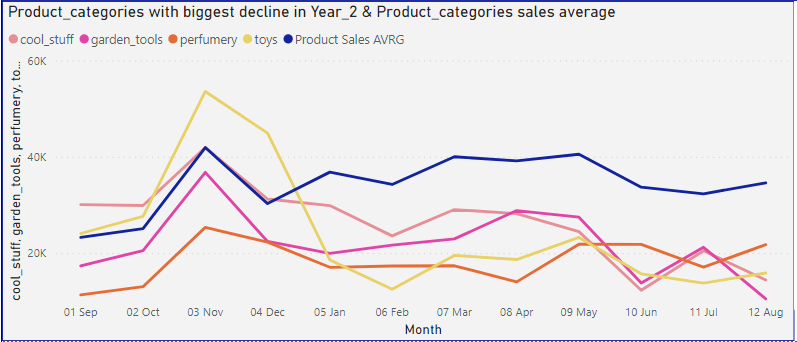 Product_categories with biggest decline in Year_2 & Product_categories sales average
cool_stuff garden_tools perfumery toys Product Sales AVRG
cool_stuff, garden_tools, perfumery, to...
60K
40K
20K
01 Sep 02 Oct 03 Nov 04 Dec 05 Jan 06 Feb 07 Mar 08 Apr 09 May 10 Jun 11 Jul 12 Aug
Month